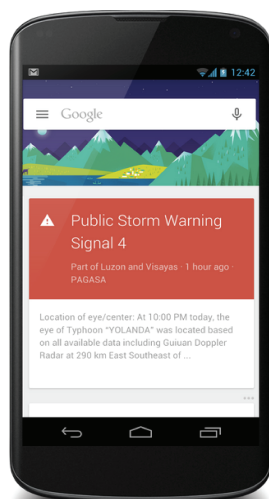 12:42
Google
Public Storm Warning
Signal 4
Part of Luzon and Visayas · 1 hour ago ·
PAGASA
Location of eye/center: At 10:00 PM today, the
eye of Typhoon “YOLANDA” was located based
on all available data including Guiuan Doppler
Radar at 290 km East Southeast of ...